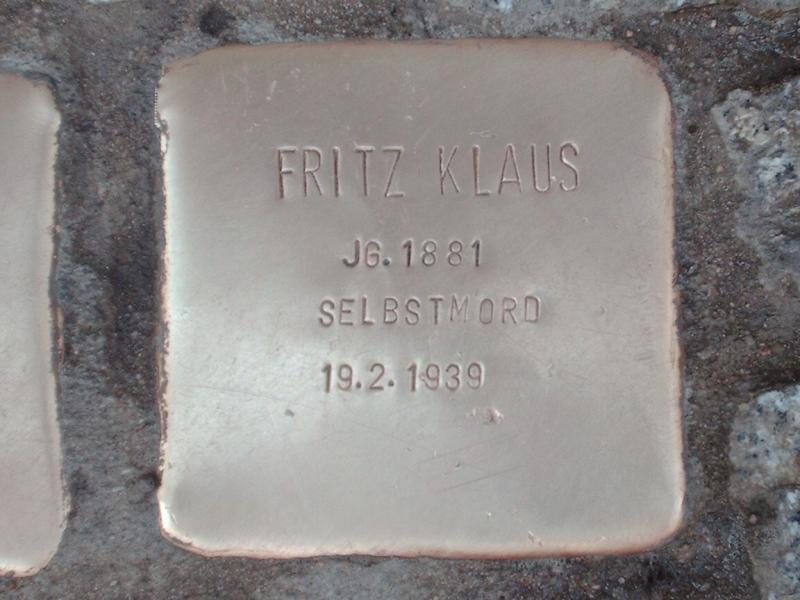 FRITZ KLAUS
JG. 1881
SELBSTMORD
19.2.1939